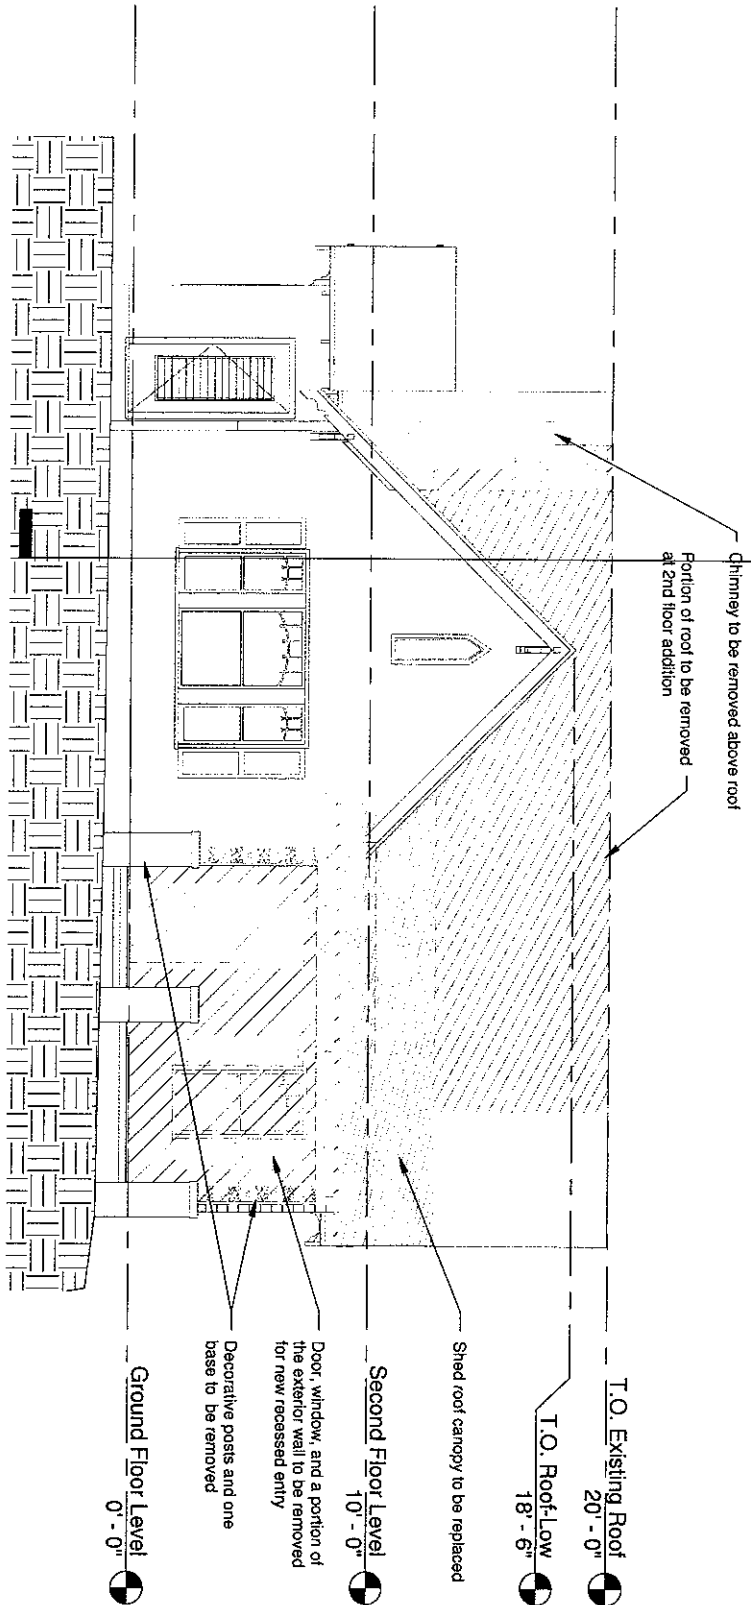 Chimney to be removed above roof
Portion of roof to be removed
at 2nd floor addition
T.O. Existing Roof
20' - 0"
T.O. Roof-Low
18' - 6"
Shed roof canopy to be replaced
Second Floor Level
10' - 0"
Door, window, and a portion of
the exterior wall to be removed
for new recessed entry
Decorative posts and one
base to be removed
Ground Floor Level
0' - 0"